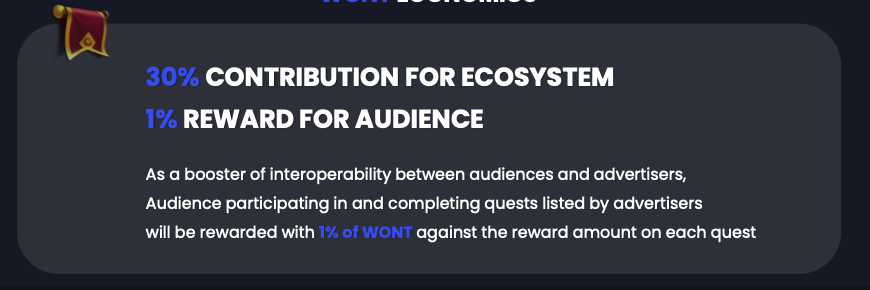 WONT ECONOMICS
30% CONTRIBUTION FOR ECOSYSTEM
1% REWARD FOR AUDIENCE
As a booster of interoperability between audiences and advertisers,
Audience participating in and completing quests listed by advertisers
will be rewarded with 1% of WONT against the reward amount on each quest